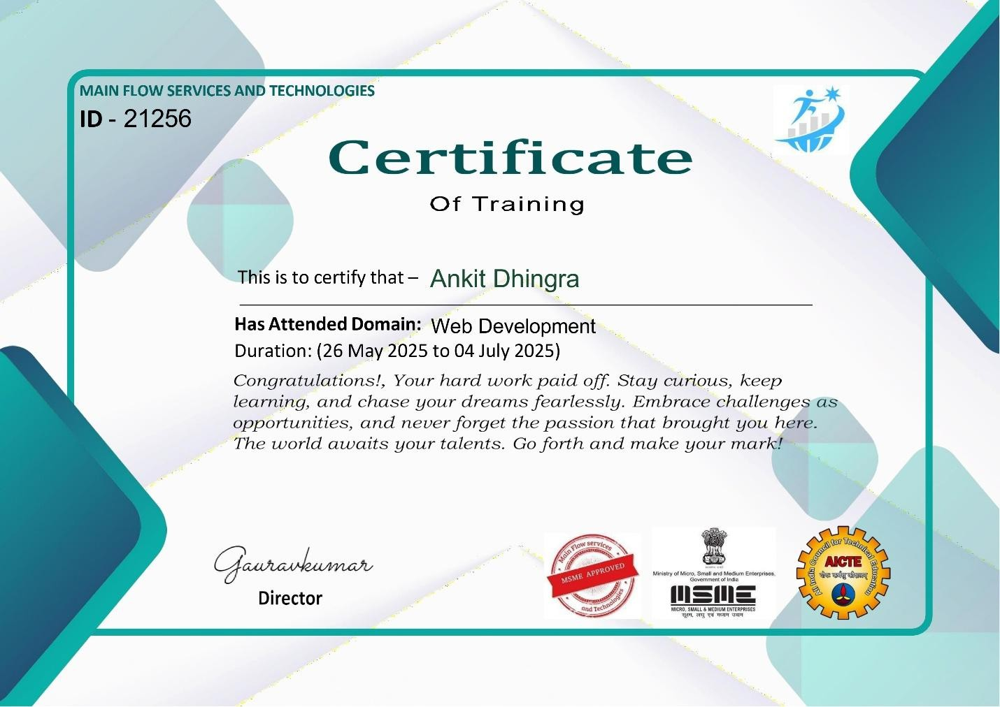 MAIN FLOW SERVICES AND TECHNOLOGIES
ID - 21256
Certificate
Of Training
This is to certify that – Ankit Dhingra
Has Attended Domain: Web Development
Duration: (26 May 2025 to 04 July 2025)
Congratulations!, Your hard work paid off. Stay curious, keep
learning, and chase your dreams fearlessly. Embrace challenges as
opportunities, and never forget the passion that brought you here.
The world awaits your talents. Go forth and make your mark!
Gauravkumar
Director
Main Flow services
MSME APPROVED
and Technologies
Ministry of Micro, Small and Medium Enterprises,
Government of India
MSME
MICRO, SMALL & MEDIUM ENTERPRISES
सूक्ष्म, लघु एवं मध्यम उद्यम
All India Council for Technical Education
AICTE
योगः कर्मसु कौशलम्